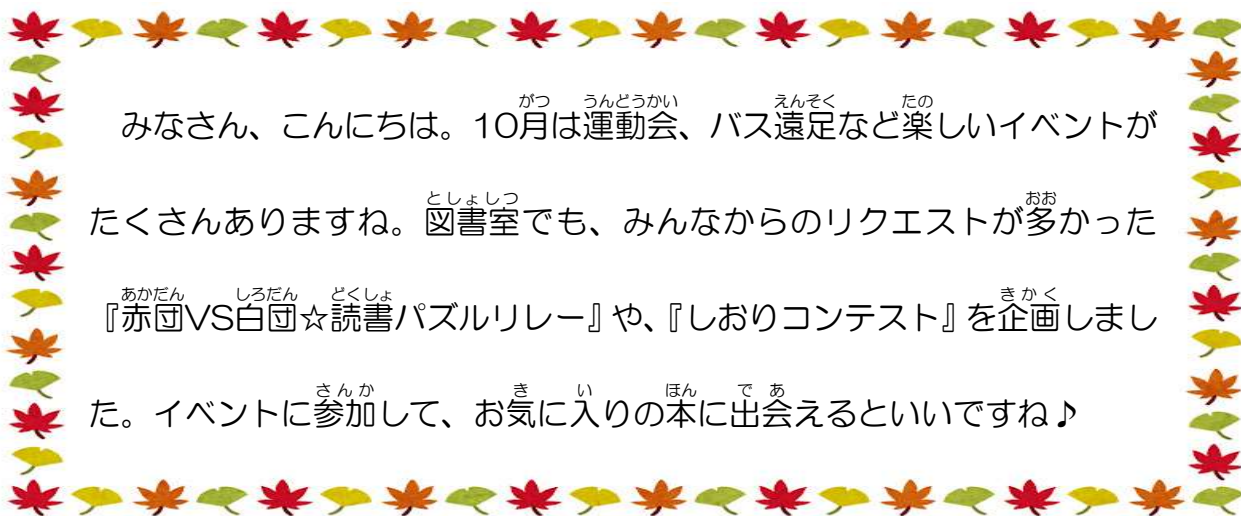 みなさん、こんにちは。10月は運動会、バス遠足など楽しいイベントが
たくさんありますね。図書室でも、みんなからのリクエストが多かった
『赤団VS白団☆読書パズルリレー』や、『しおりコンテスト』を企画しまし
た。イベントに参加して、お気に入りの本に出会えるといいですね♪